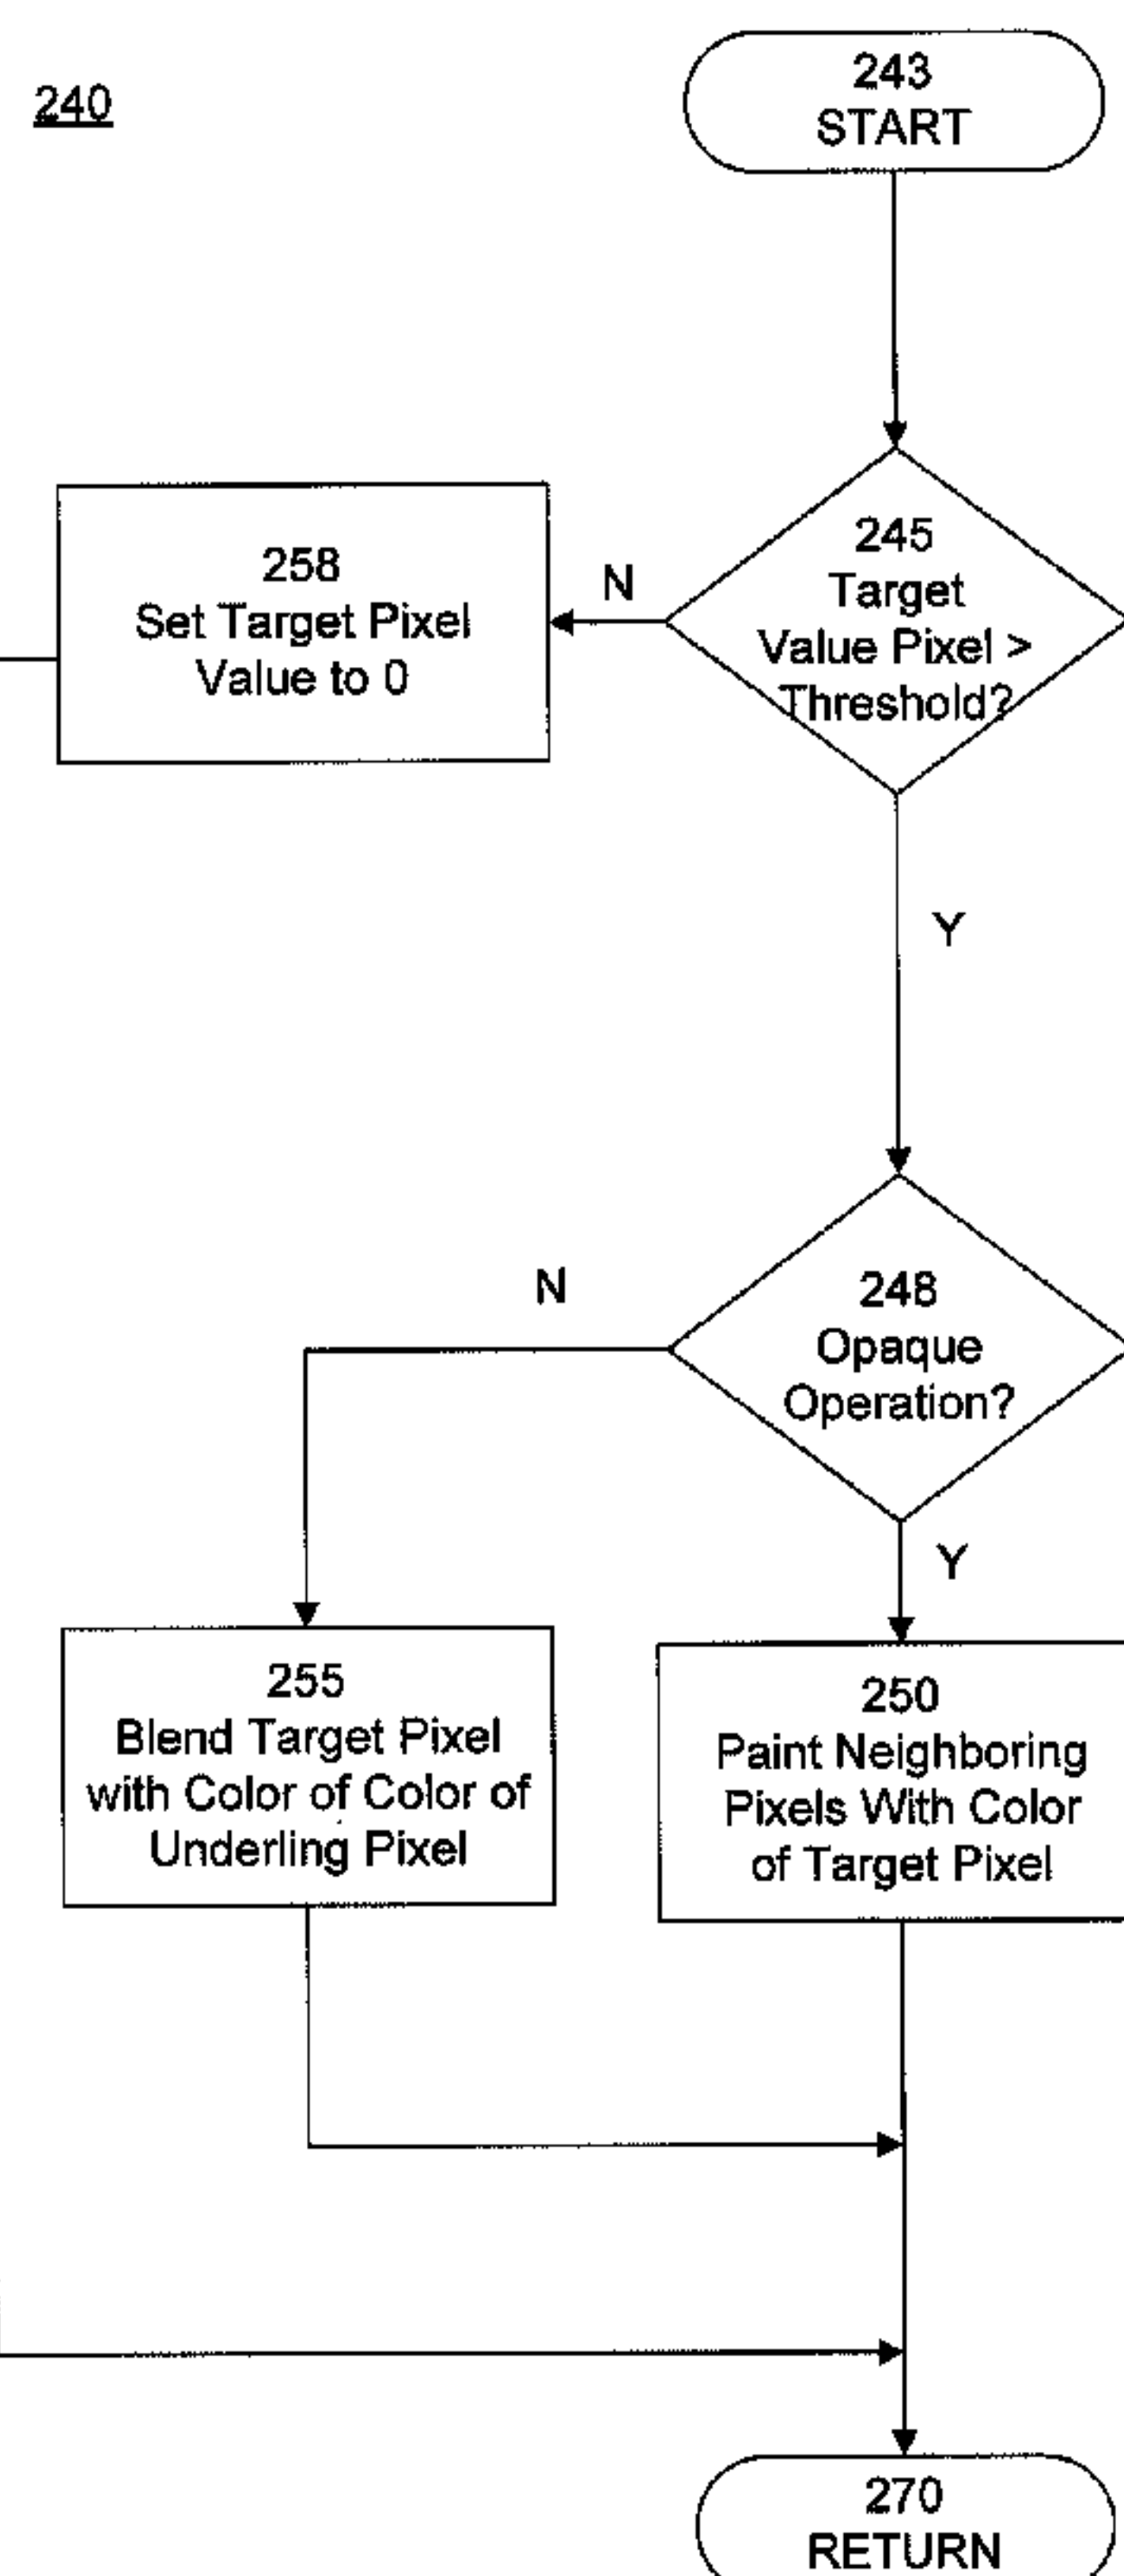 240
243
START
245
Target
Value Pixel >
Threshold?
N
258
Set Target Pixel
Value to 0
Y
248
Opaque
Operation?
N
Y
255
Blend Target Pixel
with Color of Color of
Underling Pixel
250
Paint Neighboring
Pixels With Color
of Target Pixel
270
RETURN